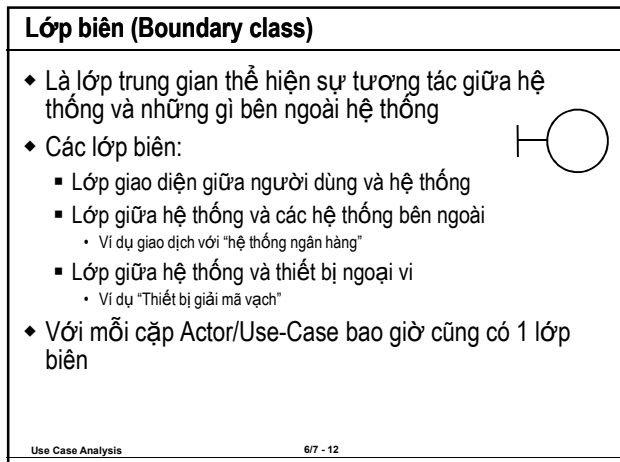 Lớp biên (Boundary class)
◆ Là lớp trung gian thể hiện sự tương tác giữa hệ
thống và những gì bên ngoài hệ thống
◆ Các lớp biên:
▪ Lớp giao diện giữa người dùng và hệ thống
▪ Lớp giữa hệ thống và các hệ thống bên ngoài
• Ví dụ giao dịch với “hệ thống ngân hàng”
▪ Lớp giữa hệ thống và thiết bị ngoại vi
• Ví dụ “Thiết bị giải mã vạch”
◆ Với mỗi cặp Actor/Use-Case bao giờ cũng có 1 lớp
biên
Use Case Analysis 6/7 - 12